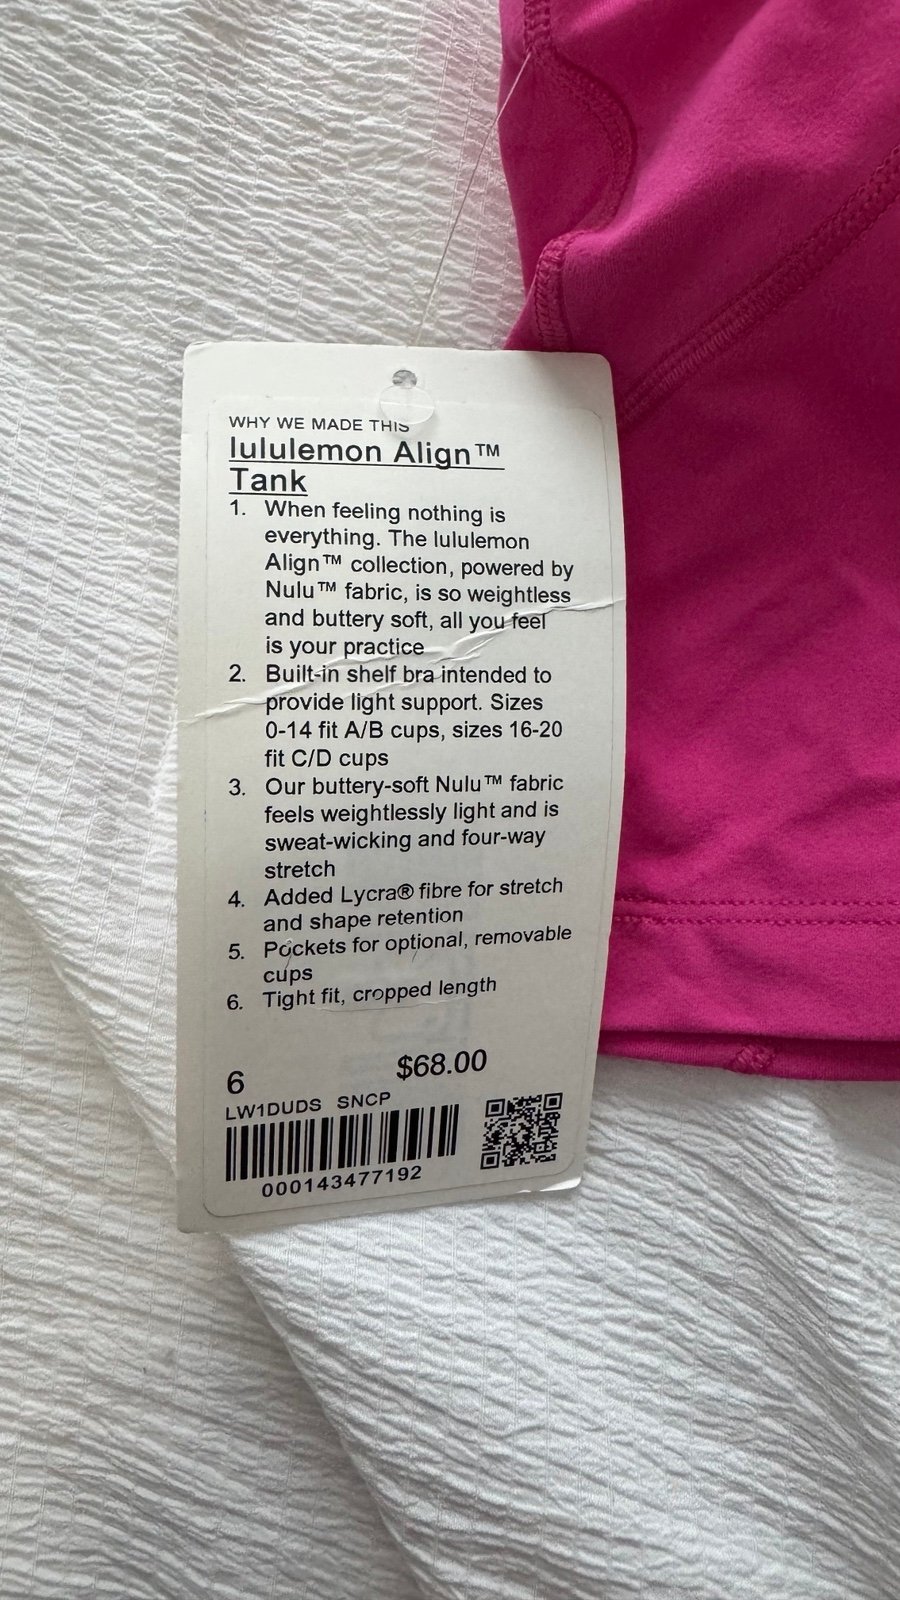 WHY WE MADE THIS
lululemon Align™
Tank
1. When feeling nothing is
everything. The lululemon
Align™ collection, powered by
Nulu™ fabric, is so weightless
and buttery soft, all you feel
is your practice
2. Built-in shelf bra intended to
provide light support. Sizes
0-14 fit A/B cups, sizes 16-20
fit C/D cups
3. Our buttery-soft Nulu™ fabric
feels weightlessly light and is
sweat-wicking and four-way
stretch
4. Added Lycra® fibre for stretch
and shape retention
5. Pockets for optional, removable
cups
6. Tight fit, cropped length
6 $68.00
LW1DUDS SNCP
000143477192